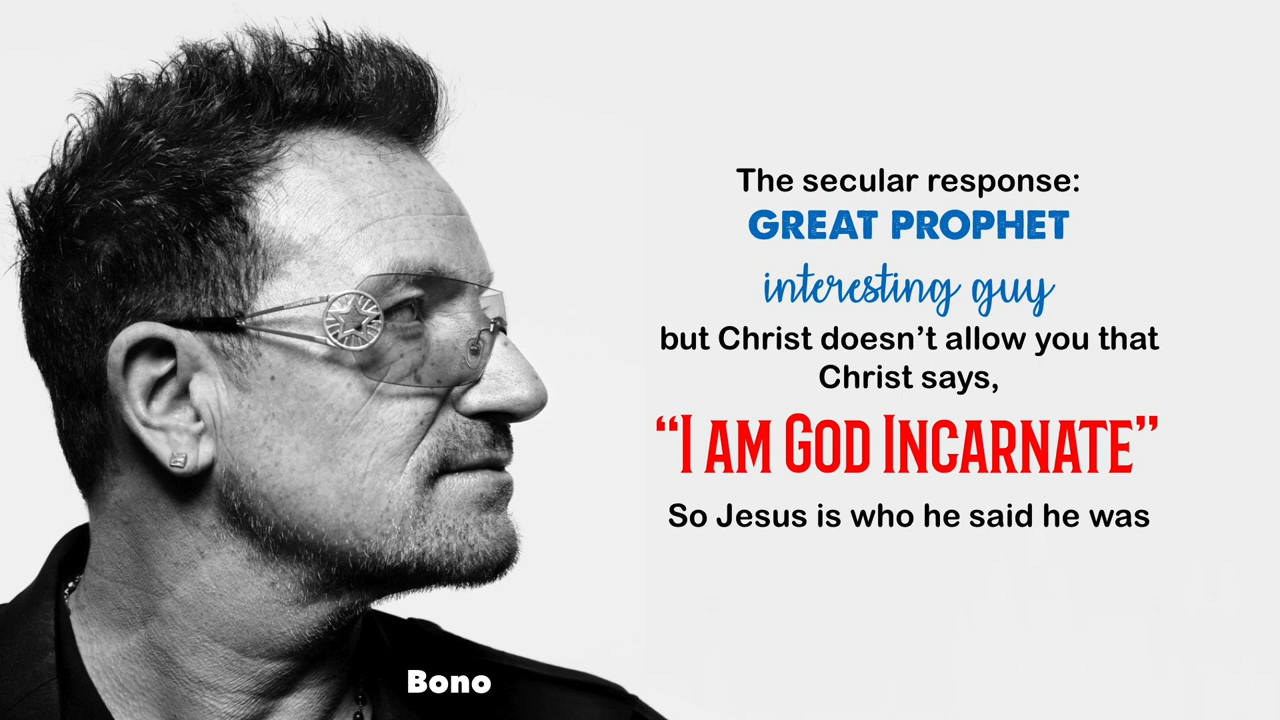 The secular response:
GREAT PROPHET
interesting guy
but Christ doesn’t allow you that
Christ says,
“I AM GOD INCARNATE”
So Jesus is who he said he was
Bono